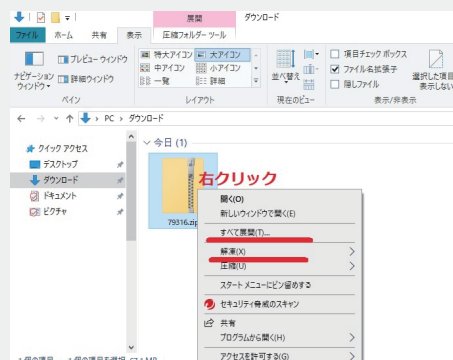 展開
ダウンロード
ファイル ホーム 共有 表示 圧縮フォルダー ツール
ナビゲーション ウィンドウ
プレビュー ウィンドウ
詳細ウィンドウ
特大アイコン 大アイコン
中アイコン 小アイコン
一覧 詳細
並べ替え
項目チェック ボックス
ファイル名拡張子
隠しファイル
選択した項目
表示しない
ペイン レイアウト 現在のビュー 表示/非表示
PC › ダウンロード
クイック アクセス
デスクトップ
ダウンロード
ドキュメント
ピクチャ
今日 (1)
79316.zip
右クリック
開く(O)
新しいウィンドウで開く(E)
すべて展開(T)...
解凍(X)
圧縮(U)
スタート メニューにピン留めする
セキュリティ脅威のスキャン
共有
プログラムから開く(H)
アクセスを許可する(G)